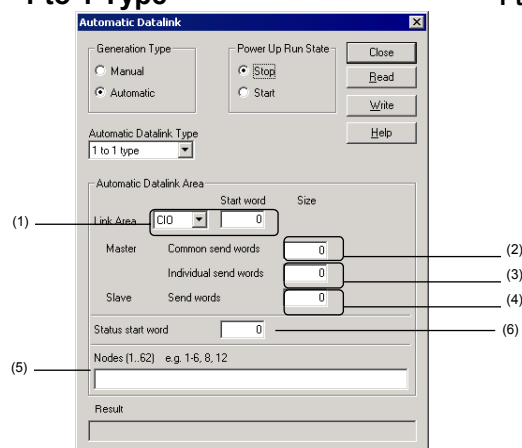 1 to 1 Type
Automatic Datalink
Generation Type
Manual
Automatic
Power Up Run State
Stop
Start
Close
Read
Write
Help
Automatic Datalink Type
1 to 1 type
Automatic Datalink Area
Start word Size
(1) Link Area CIO 0
Master Common send words 0 (2)
Individual send words 0 (3)
Slave Send words 0 (4)
Status start word 0 (6)
Nodes (1..62) e.g. 1-6, 8, 12
(5)
Result